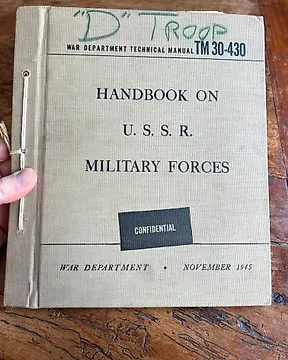 "D" TROOP
WAR DEPARTMENT TECHNICAL MANUAL TM 30-430
HANDBOOK ON
U. S. S. R.
MILITARY FORCES
CONFIDENTIAL
WAR DEPARTMENT • NOVEMBER 1945